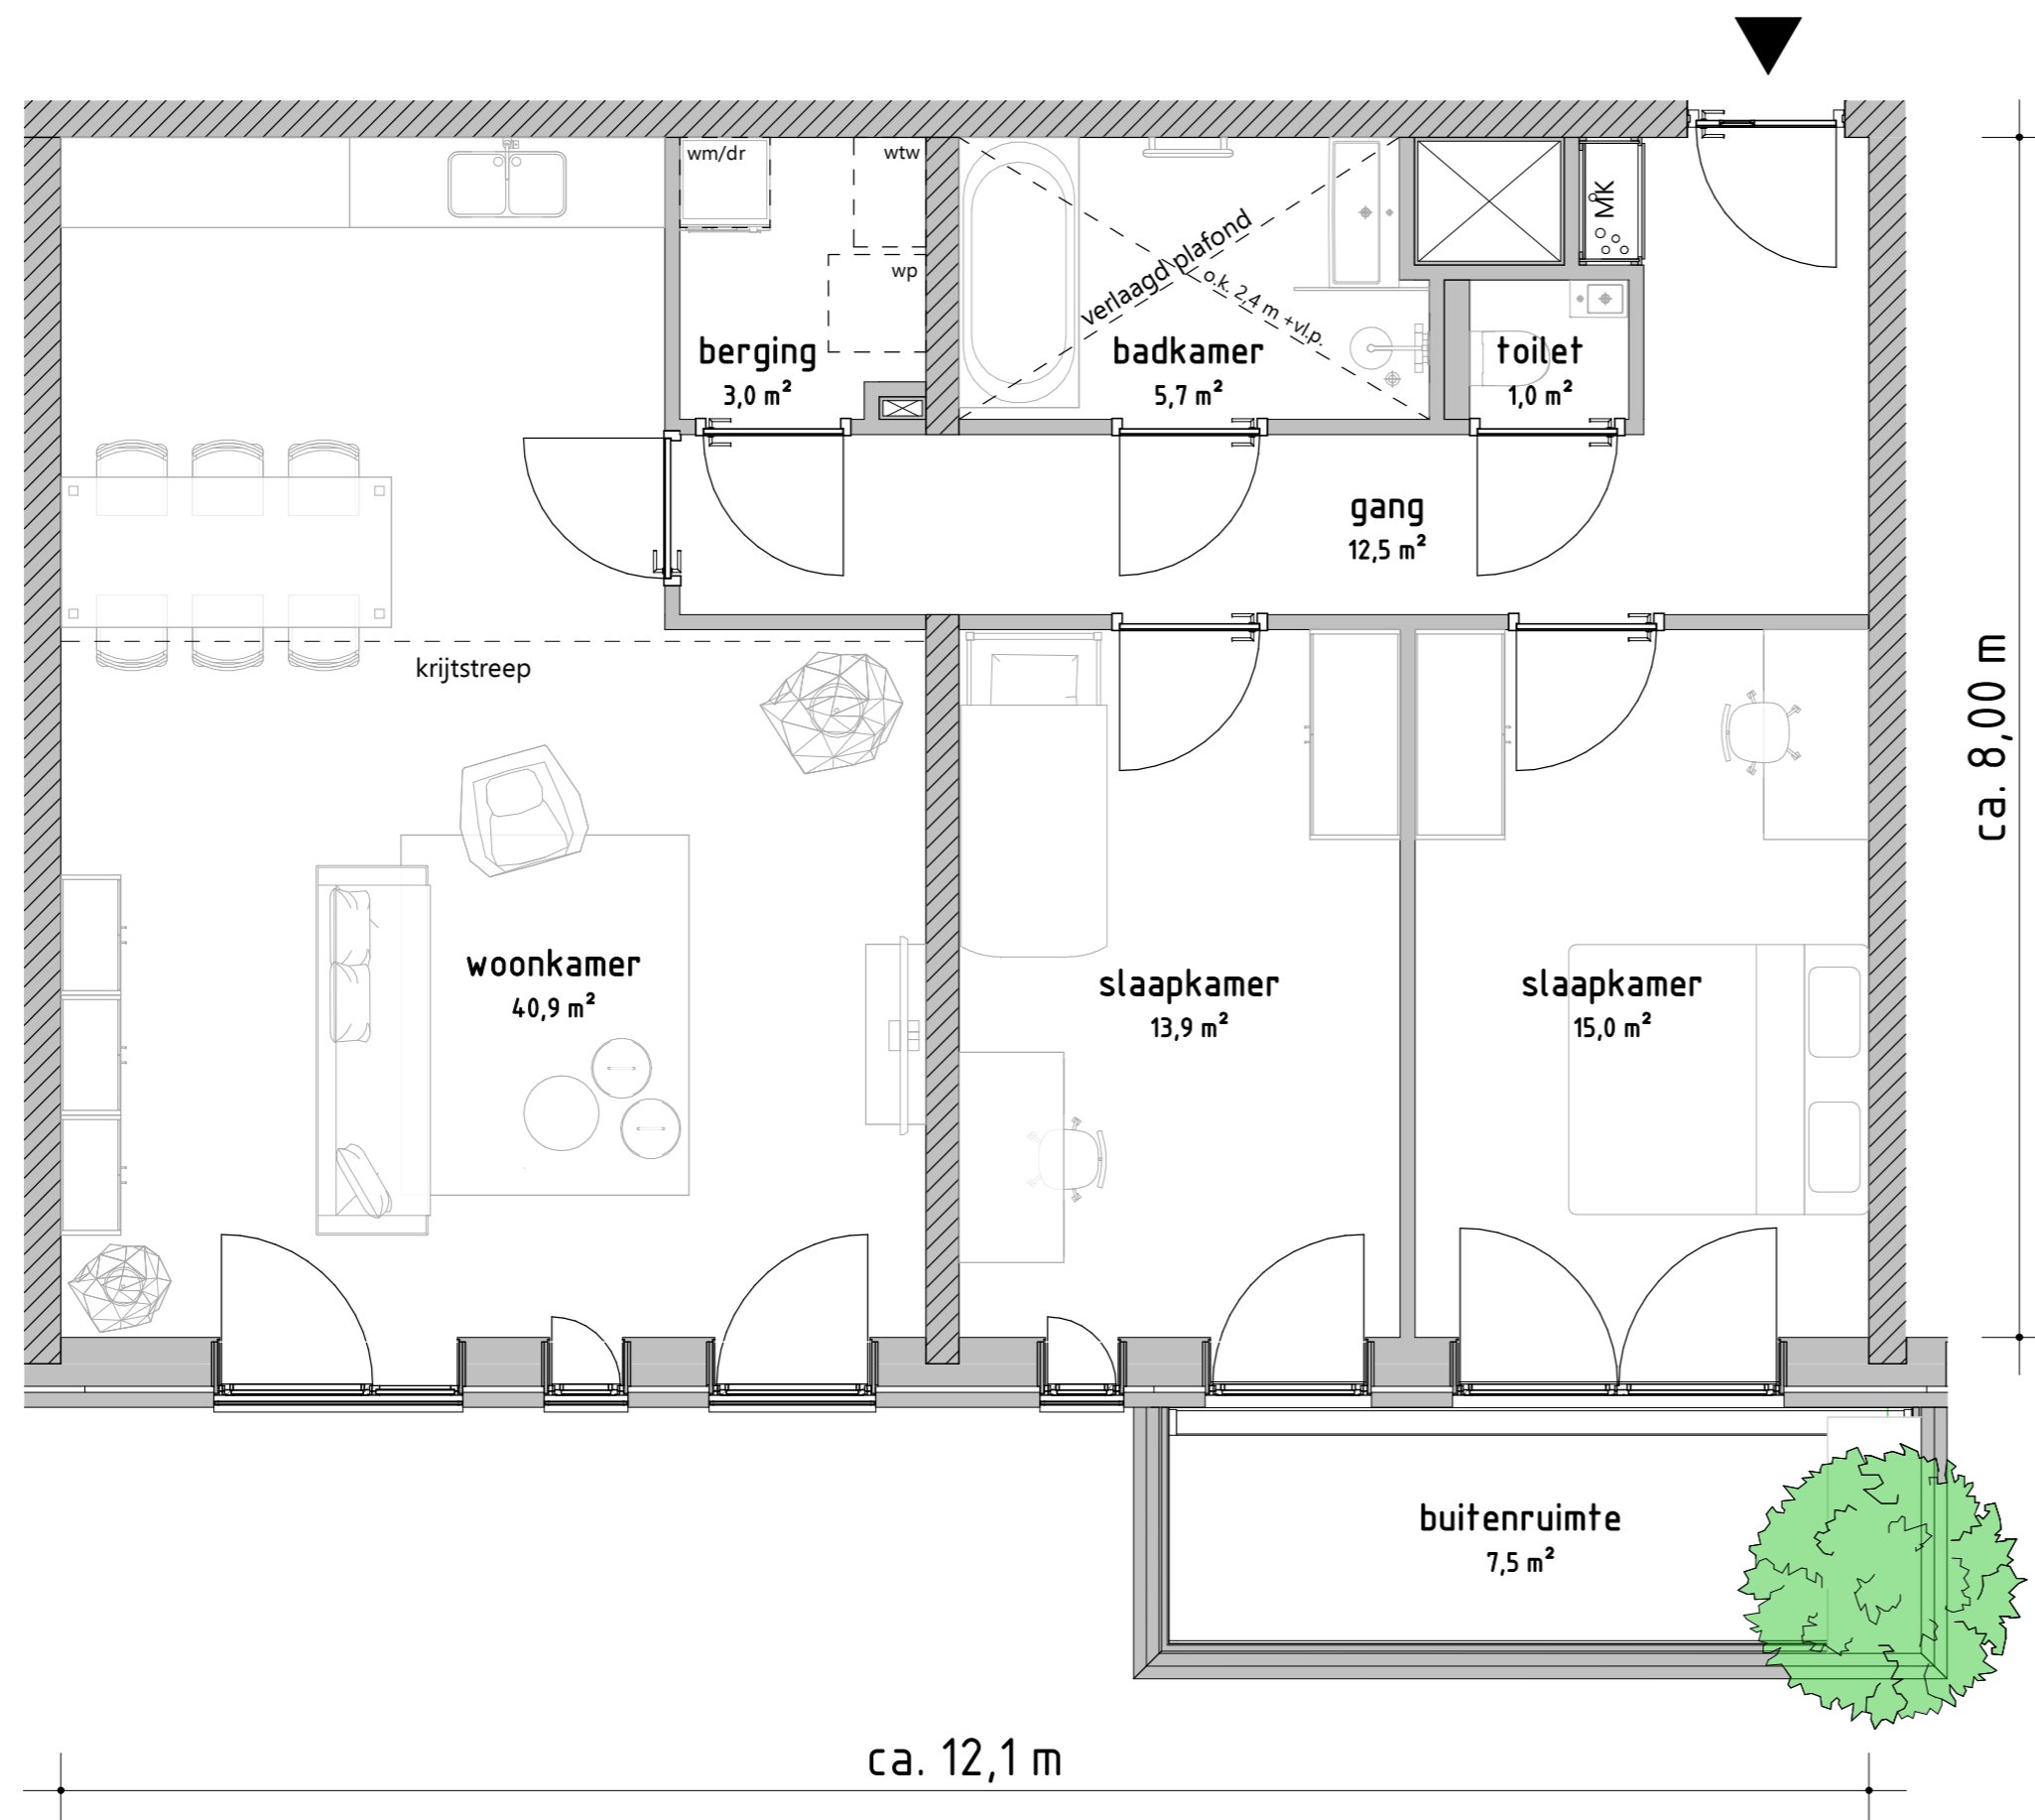 wm/dr
wtw
wp
MK
verlaagd plafond
o.k. 2,4 m +vl.p.
berging
3,0 m²
badkamer
5,7 m²
toilet
1,0 m²
gang
12,5 m²
krijtstreep
ca. 8,00 m
woonkamer
40,9 m²
slaapkamer
13,9 m²
slaapkamer
15,0 m²
buitenruimte
7,5 m²
ca. 12,1 m